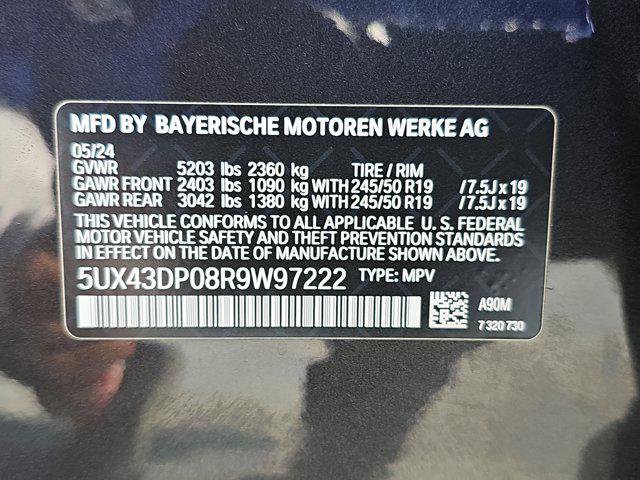 MFD BY BAYERISCHE MOTOREN WERKE AG
05/24
GVWR 5203 lbs 2360 kg TIRE / RIM
GAWR FRONT 2403 lbs 1090 kg WITH 245/50 R19 /7.5J x 19
GAWR REAR 3042 lbs 1380 kg WITH 245/50 R19 /7.5J x 19
THIS VEHICLE CONFORMS TO ALL APPLICABLE U. S. FEDERAL
MOTOR VEHICLE SAFETY AND THEFT PREVENTION STANDARDS
IN EFFECT ON THE DATE OF MANUFACTURE SHOWN ABOVE.
5UX43DP08R9W97222 TYPE: MPV
A90M
7 320 730